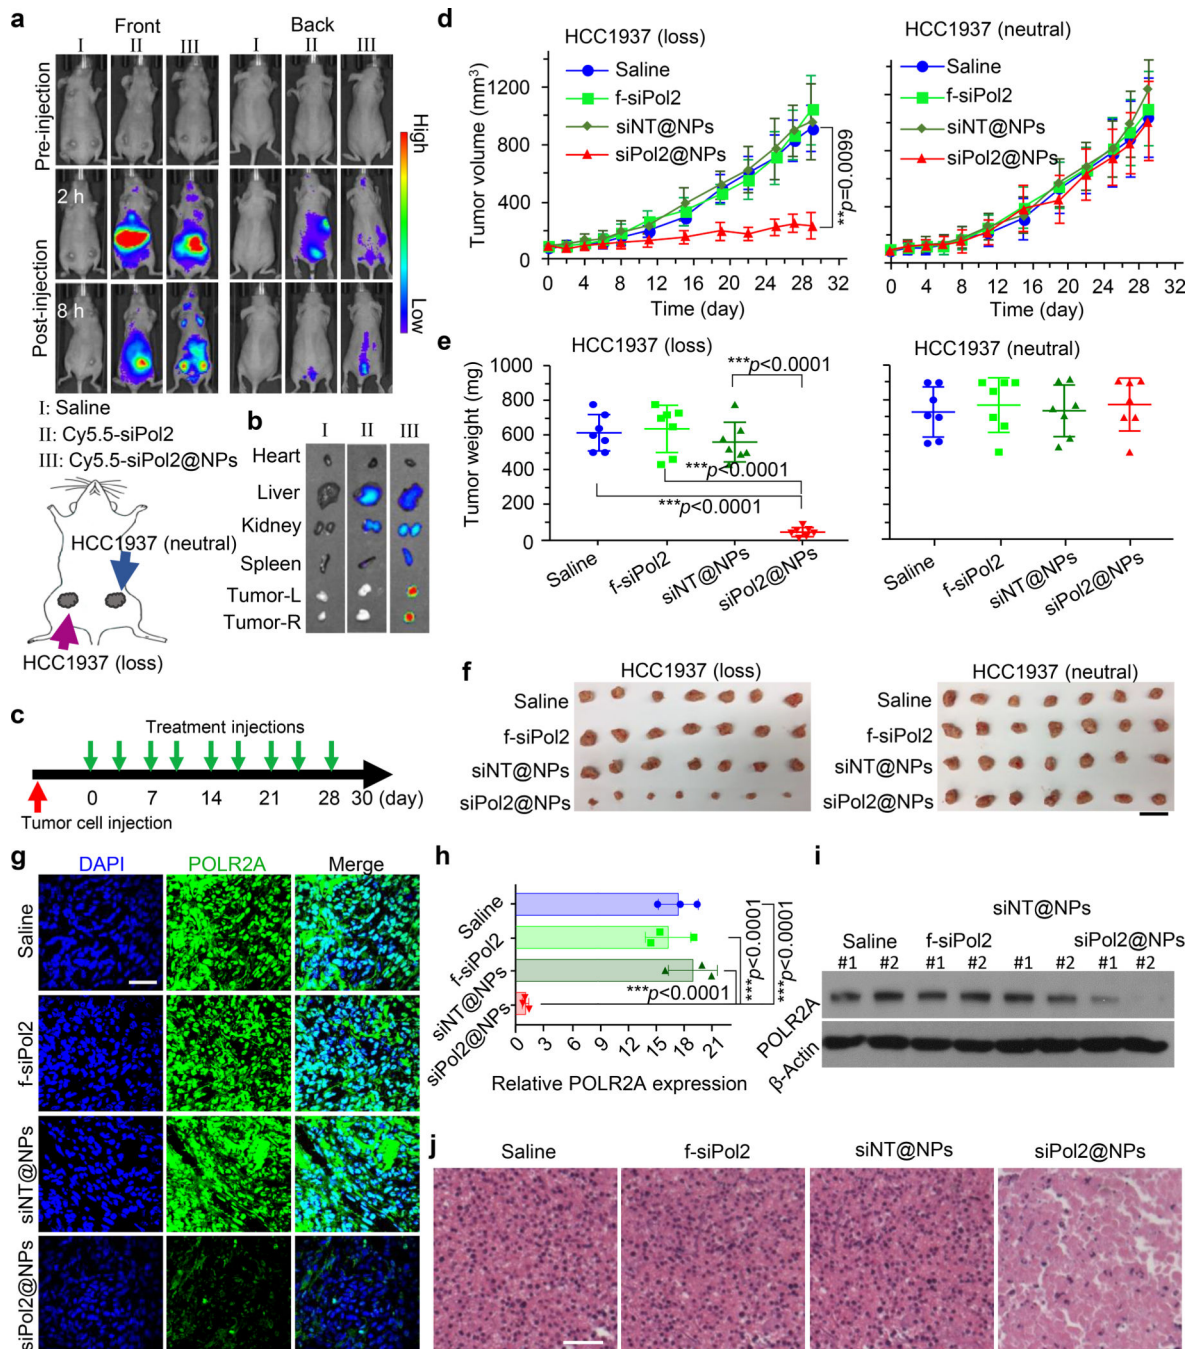 a
Front
Back
I
II
III
I
II
III
Pre-injection
2 h
Post-injection
8 h
High
Low
I: Saline
II: Cy5.5-siPol2
III: Cy5.5-siPol2@NPs
HCC1937 (neutral)
HCC1937 (loss)
b
I
II
III
Heart
Liver
Kidney
Spleen
Tumor-L
Tumor-R
c
Treatment injections
0 7 14 21 28 30 (day)
Tumor cell injection
d
HCC1937 (loss)
Saline
f-siPol2
siNT@NPs
siPol2@NPs
Tumor volume (mm³)
1200
800
400
0
**p=0.0099
0 4 8 12 16 20 24 28 32
Time (day)
HCC1937 (neutral)
Saline
f-siPol2
siNT@NPs
siPol2@NPs
0 4 8 12 16 20 24 28 32
Time (day)
e
HCC1937 (loss)
Tumor weight (mg)
1000
800
600
400
200
0
***p<0.0001
***p<0.0001
***p<0.0001
Saline
f-siPol2
siNT@NPs
siPol2@NPs
HCC1937 (neutral)
Saline
f-siPol2
siNT@NPs
siPol2@NPs
f
HCC1937 (loss)
Saline
f-siPol2
siNT@NPs
siPol2@NPs
HCC1937 (neutral)
Saline
f-siPol2
siNT@NPs
siPol2@NPs
g
DAPI
POLR2A
Merge
Saline
f-siPol2
siNT@NPs
siPol2@NPs
h
Saline
f-siPol2
siNT@NPs
siPol2@NPs
***p<0.0001
***p<0.0001
***p<0.0001
0 3 6 9 12 15 18 21
Relative POLR2A expression
i
siNT@NPs
Saline
f-siPol2
siPol2@NPs
#1 #2 #1 #2 #1 #2 #1 #2
POLR2A
β-Actin
j
Saline
f-siPol2
siNT@NPs
siPol2@NPs